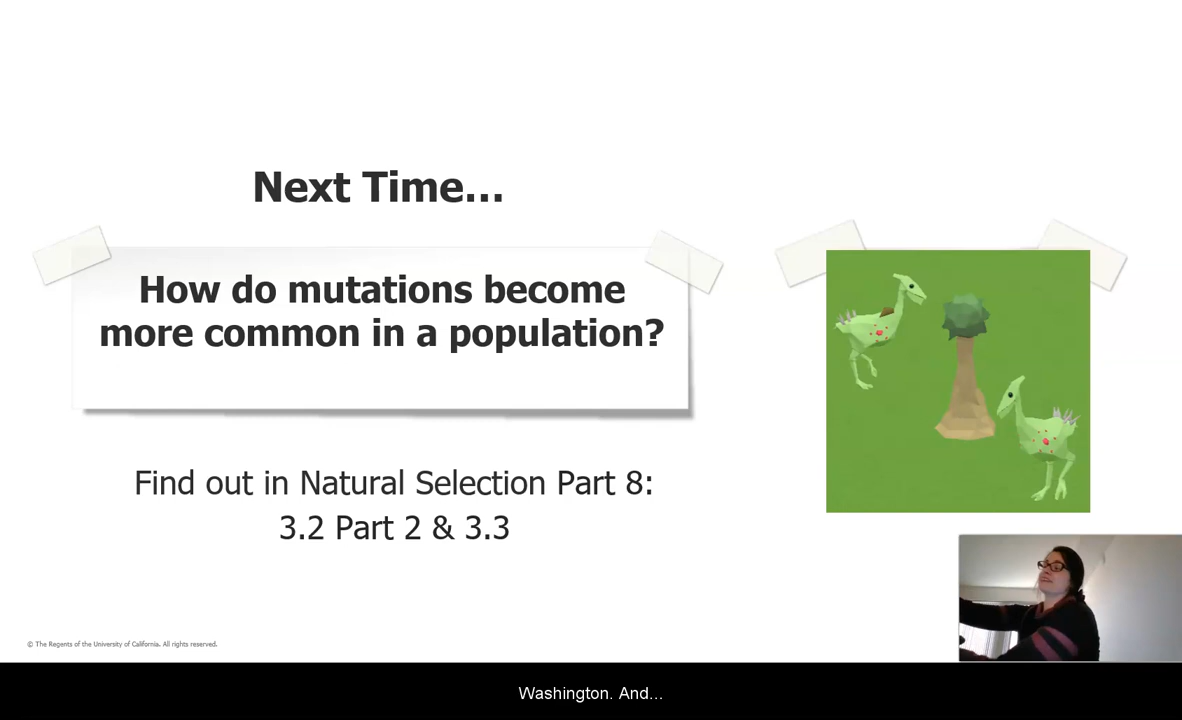 Next Time...
How do mutations become
more common in a population?
Find out in Natural Selection Part 8:
3.2 Part 2 & 3.3
© The Regents of the University of California. All rights reserved.
Washington. And...